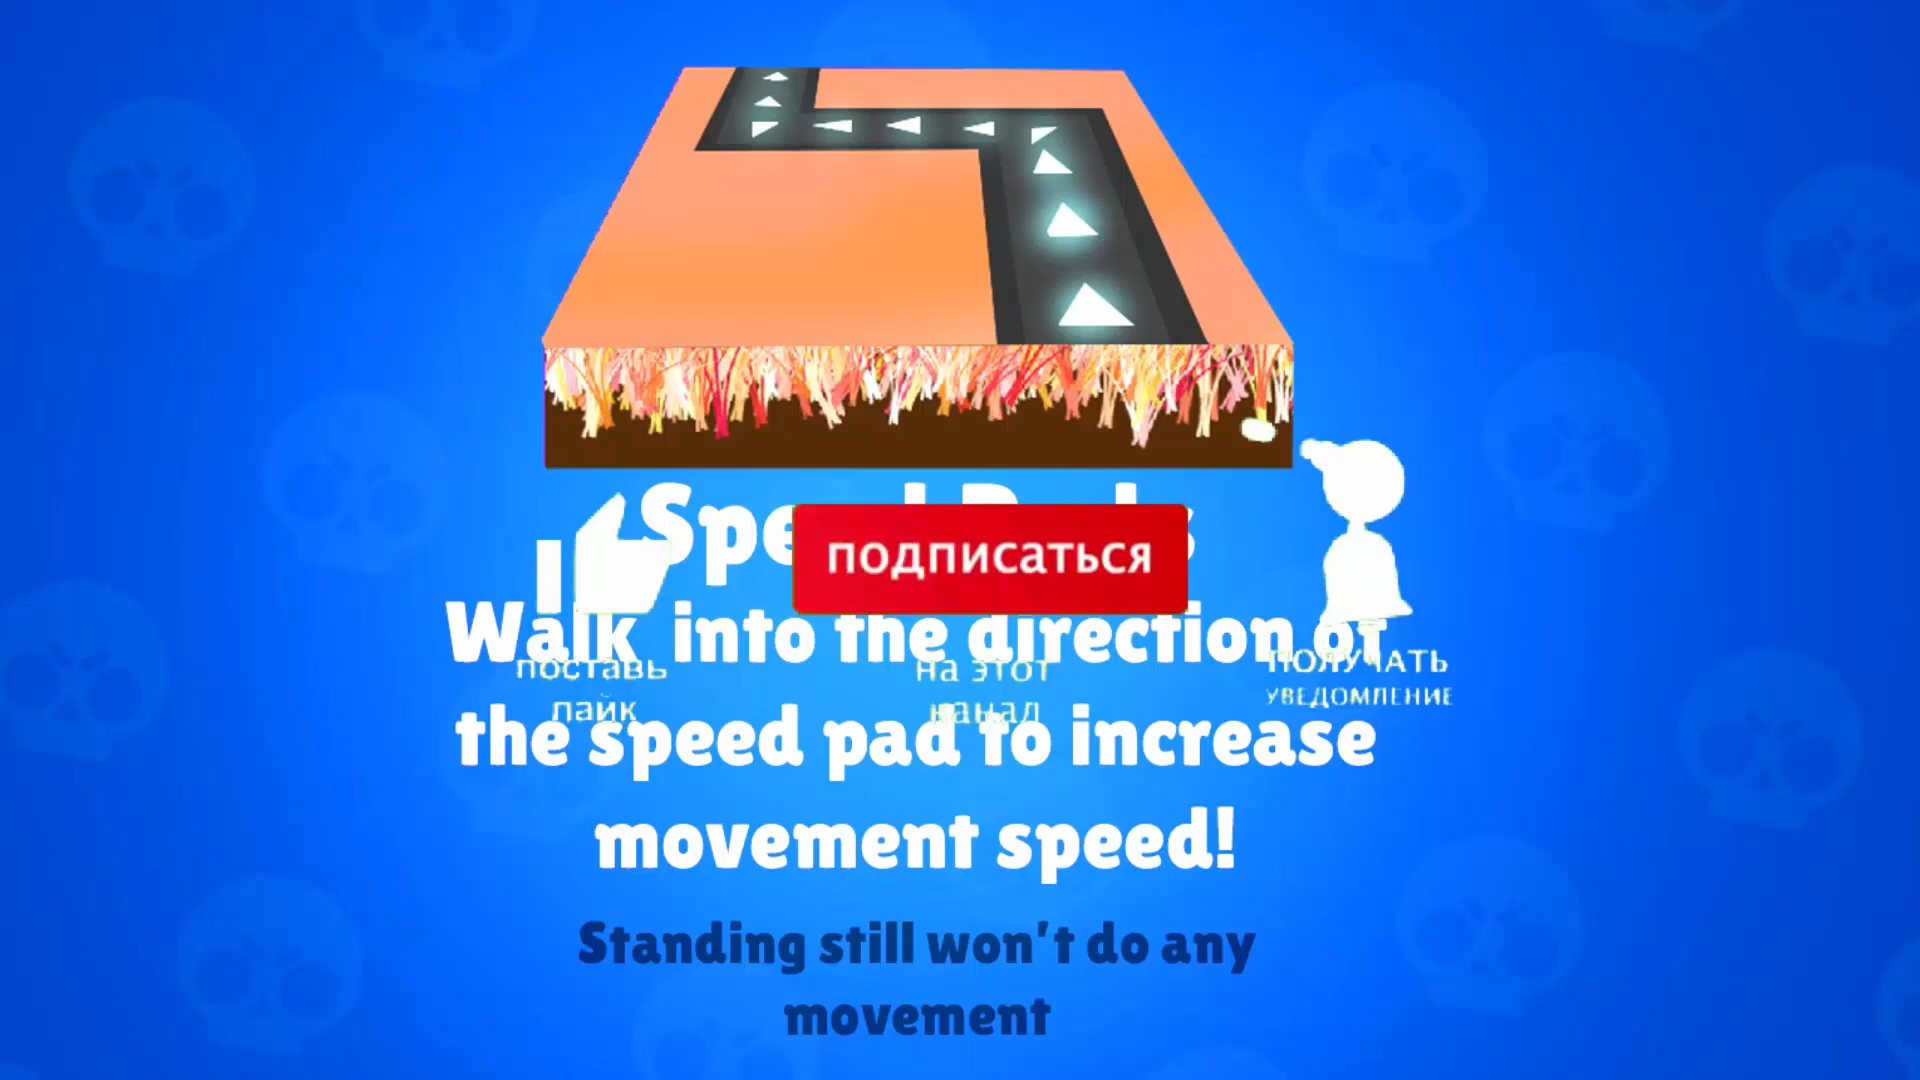 Spe
подписаться
Walk into the direction of
поставь на этот ПОЛУЧАТЬ
лайк канал УВЕДОМЛЕНИЕ
the speed pad to increase
movement speed!
Standing still won't do any
movement